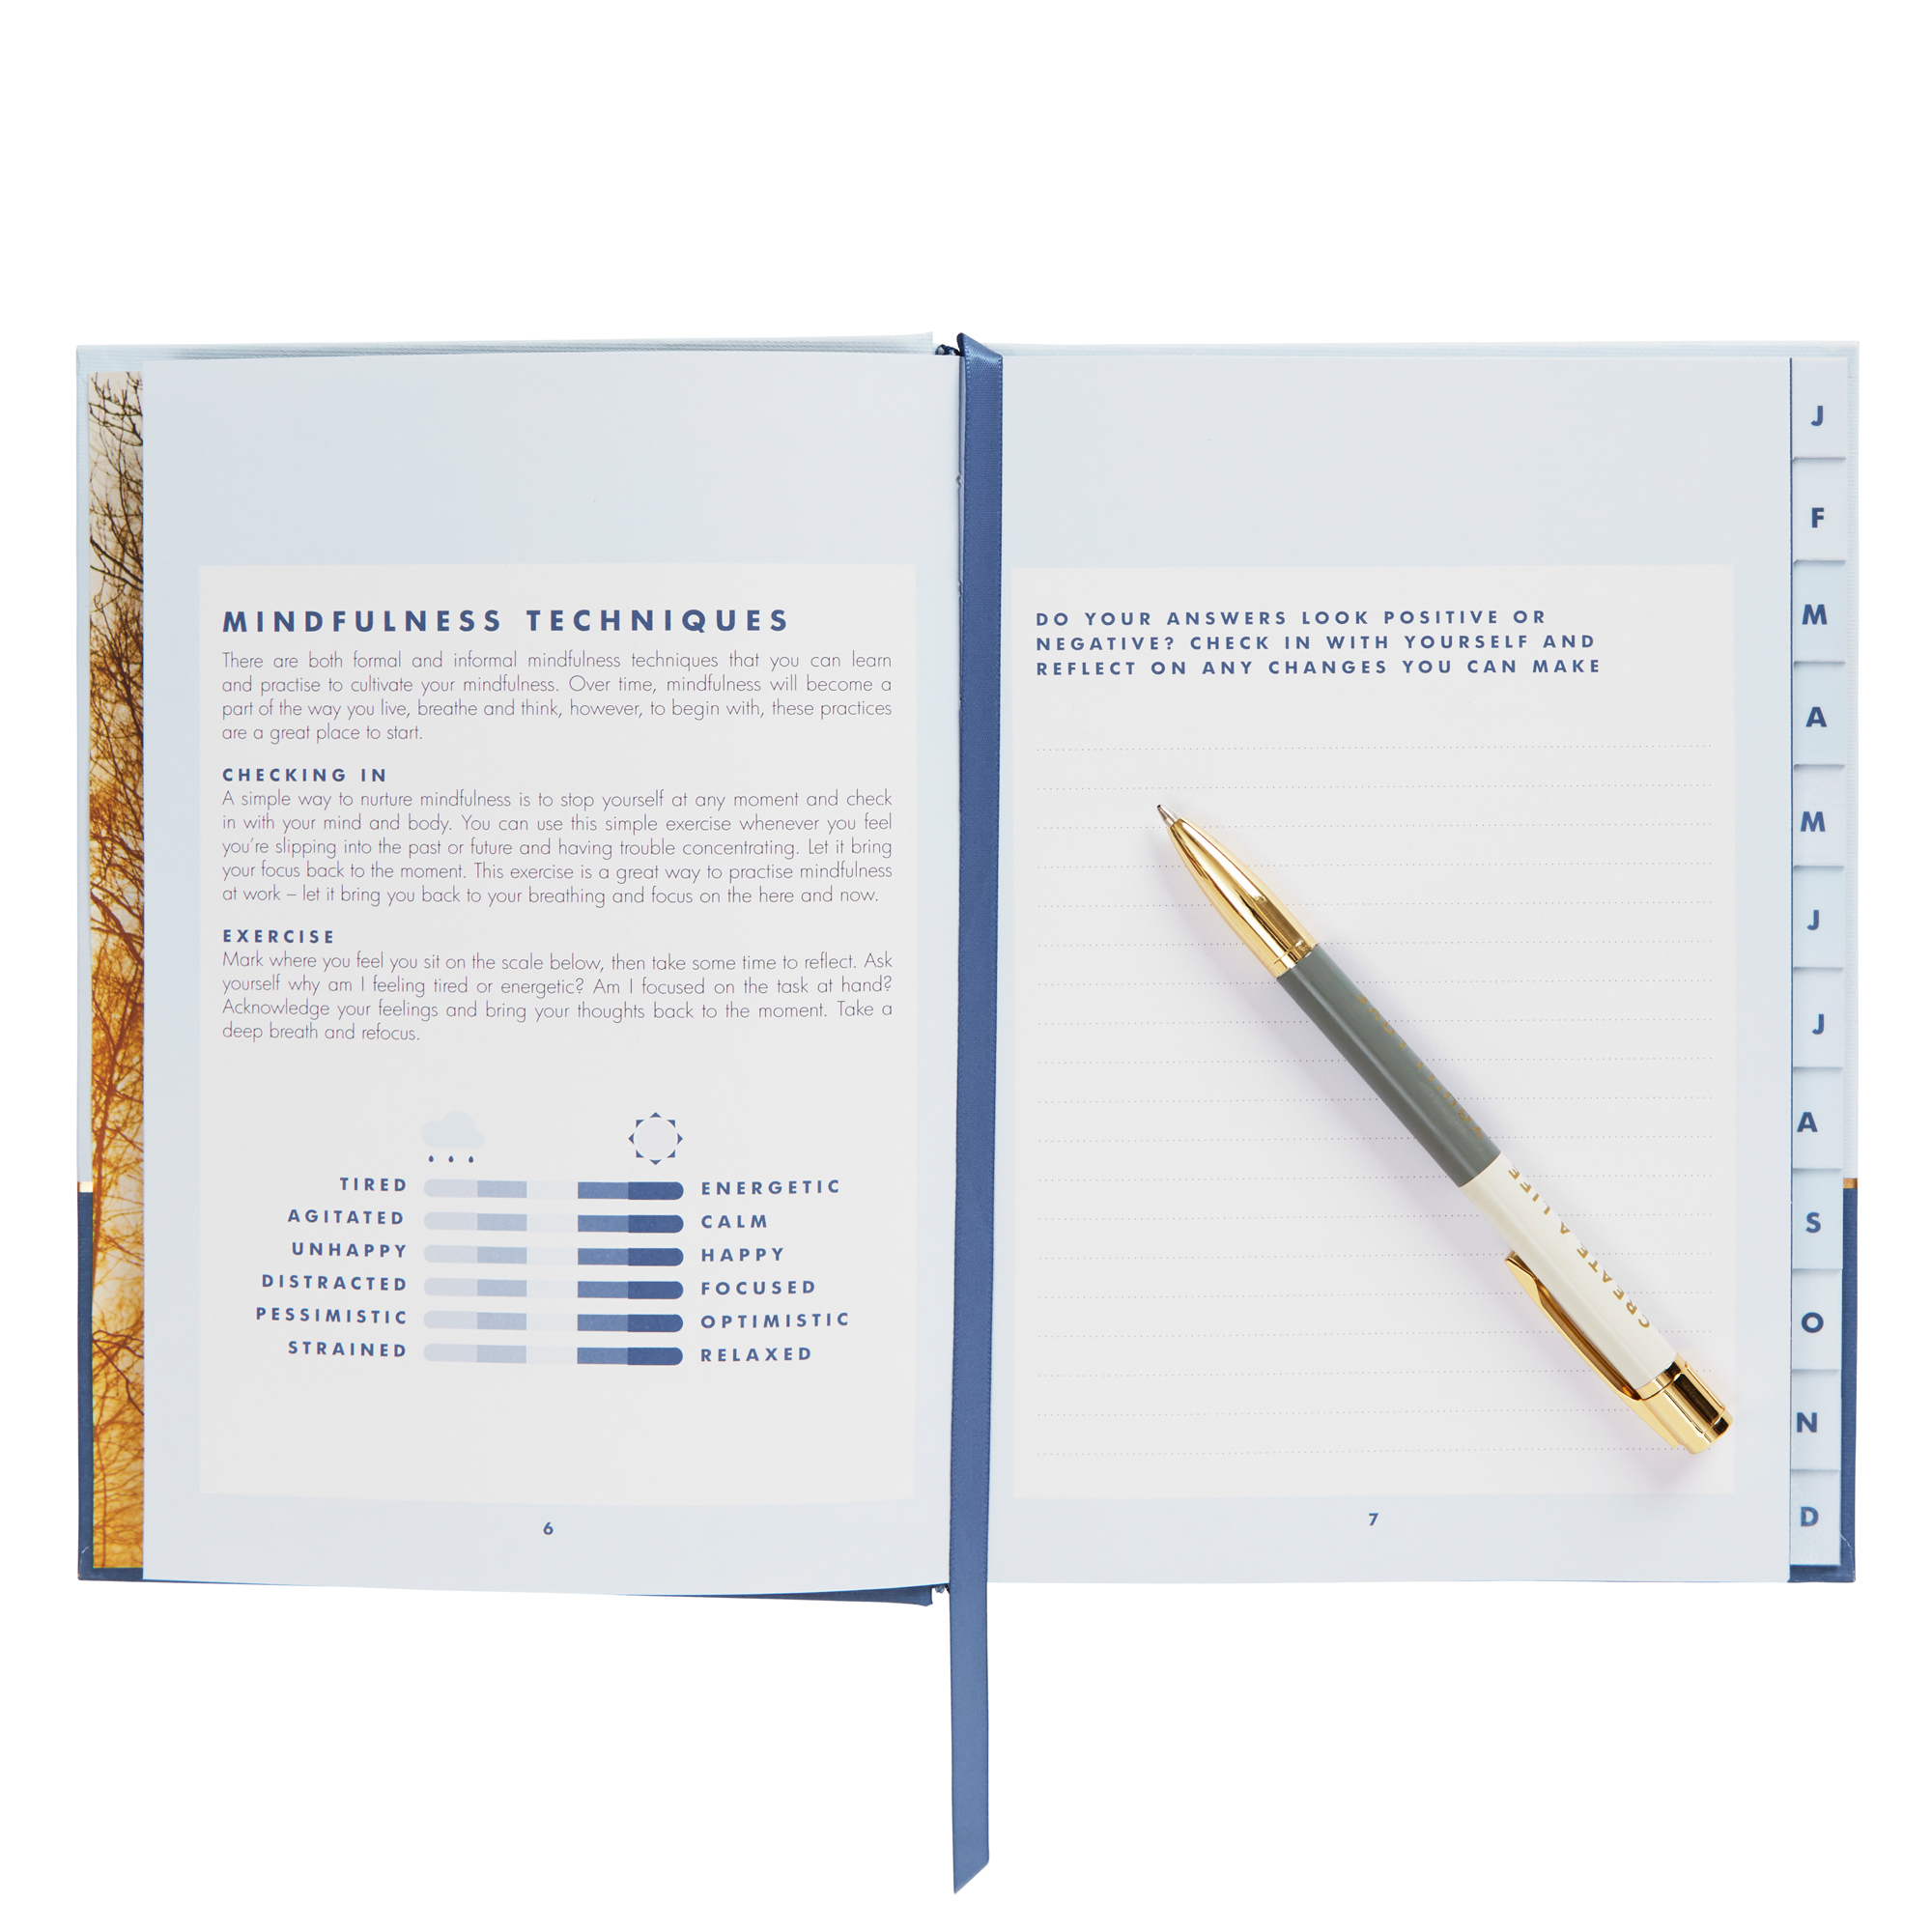 MINDFULNESS TECHNIQUES
There are both formal and informal mindfulness techniques that you can learn
and practise to cultivate your mindfulness. Over time, mindfulness will become a
part of the way you live, breathe and think, however, to begin with, these practices
are a great place to start.
CHECKING IN
A simple way to nurture mindfulness is to stop yourself at any moment and check
in with your mind and body. You can use this simple exercise whenever you feel
you're slipping into the past or future and having trouble concentrating. Let it bring
your focus back to the moment. This exercise is a great way to practise mindfulness
at work – let it bring you back to your breathing and focus on the here and now.
EXERCISE
Mark where you feel you sit on the scale below, then take some time to reflect. Ask
yourself why am I feeling tired or energetic? Am I focused on the task at hand?
Acknowledge your feelings and bring your thoughts back to the moment. Take a
deep breath and refocus.
TIRED ENERGETIC
AGITATED CALM
UNHAPPY HAPPY
DISTRACTED FOCUSED
PESSIMISTIC OPTIMISTIC
STRAINED RELAXED
6
DO YOUR ANSWERS LOOK POSITIVE OR
NEGATIVE? CHECK IN WITH YOURSELF AND
REFLECT ON ANY CHANGES YOU CAN MAKE
CREATE A LIFE
7
J
F
M
A
M
J
J
A
S
O
N
D